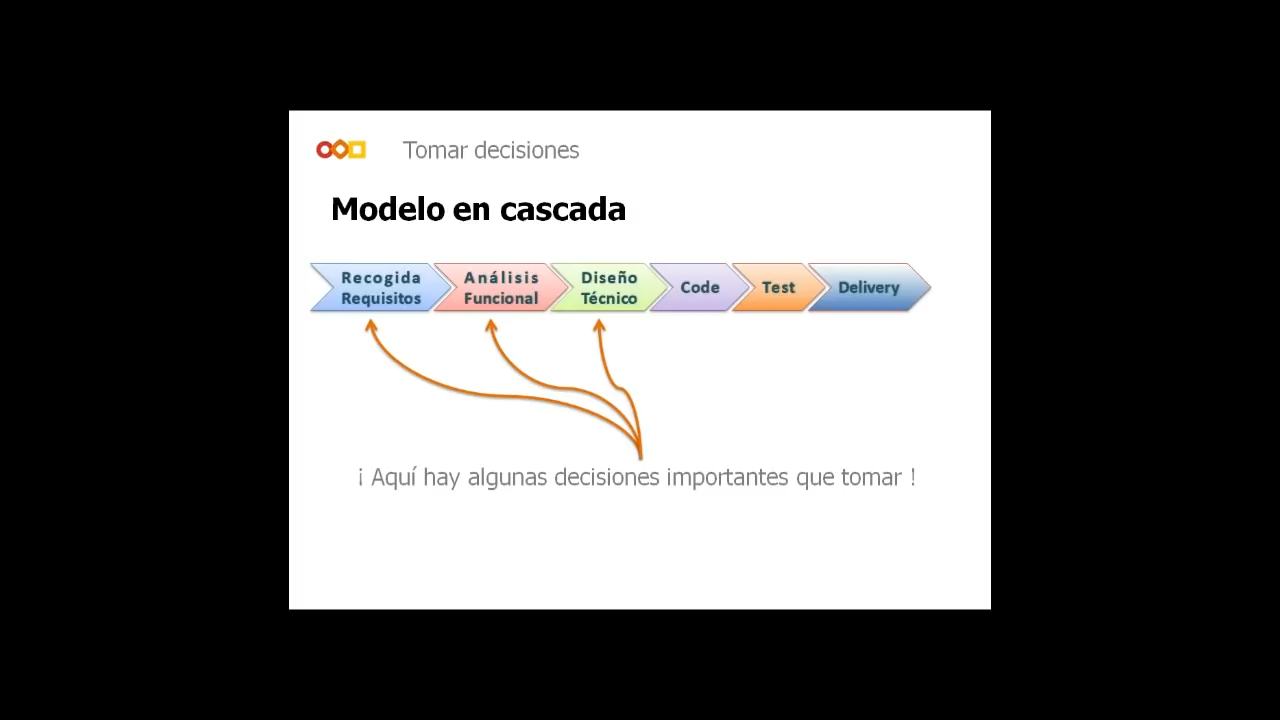 Tomar decisiones
Modelo en cascada
Recogida
Requisitos
Análisis
Funcional
Diseño
Técnico
Code
Test
Delivery
¡ Aquí hay algunas decisiones importantes que tomar !